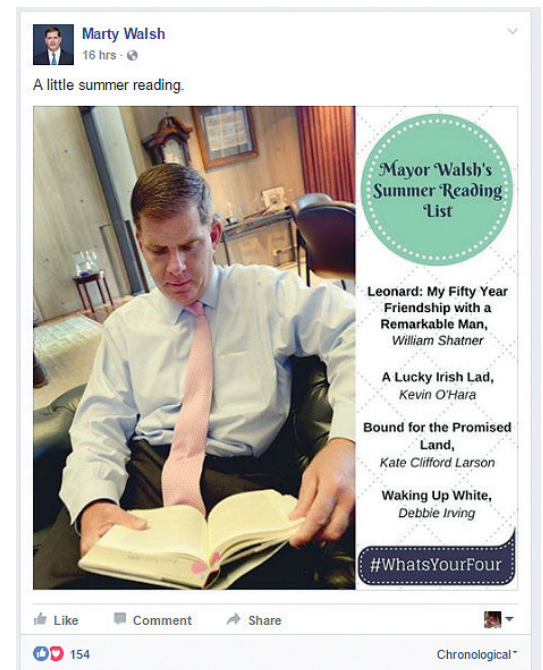 Marty Walsh
16 hrs ·
A little summer reading.
Mayor Walsh's
Summer Reading
List
Leonard: My Fifty Year
Friendship with a
Remarkable Man,
William Shatner
A Lucky Irish Lad,
Kevin O'Hara
Bound for the Promised
Land,
Kate Clifford Larson
Waking Up White,
Debbie Irving
#WhatsYourFour
Like Comment Share
154 Chronological